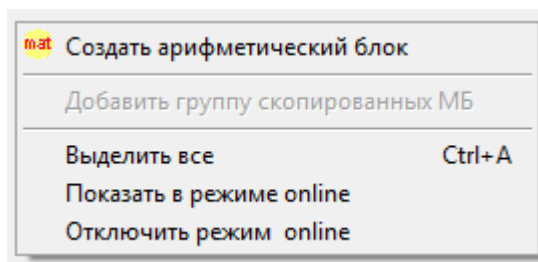 mat Создать арифметический блок
Добавить группу скопированных МБ
Выделить все Ctrl+A
Показать в режиме online
Отключить режим online